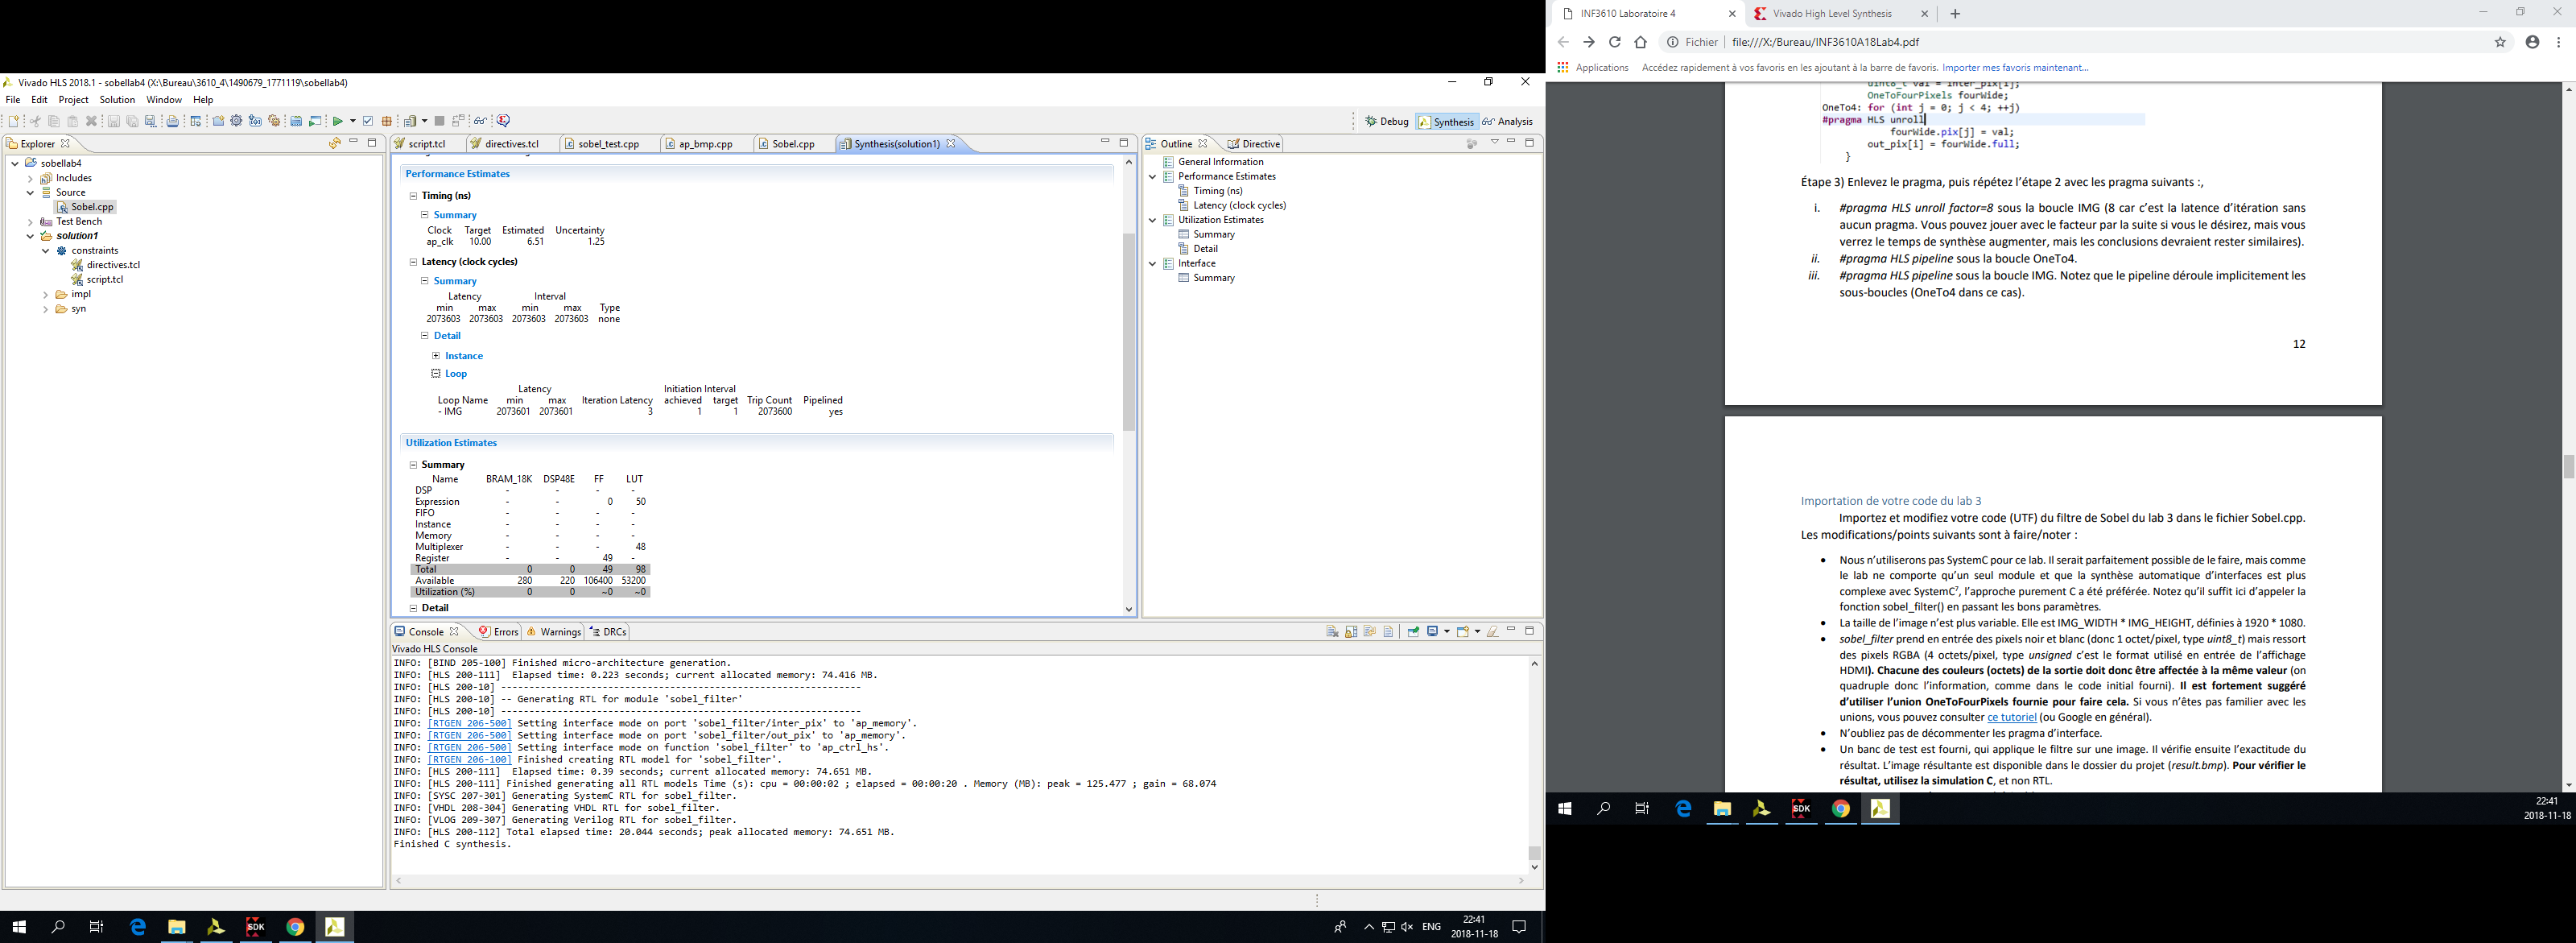 Vivado HLS 2018.1 - sobellab4 (X:\Bureau\3610_4\1490679_1771119\sobellab4)
File Edit Project Solution Window Help
Debug Synthesis Analysis
Explorer
sobellab4
Includes
Source
Sobel.cpp
Test Bench
solution1
constraints
directives.tcl
script.tcl
impl
syn
script.tcl directives.tcl sobel_test.cpp ap_bmp.cpp Sobel.cpp Synthesis(solution1)
Performance Estimates
Timing (ns)
Summary
Clock Target Estimated Uncertainty
ap_clk 10.00 6.51 1.25
Latency (clock cycles)
Summary
Latency Interval
min max min max Type
2073603 2073603 2073603 2073603 none
Detail
Instance
Loop
Latency Initiation Interval
Loop Name min max Iteration Latency achieved target Trip Count Pipelined
- IMG 2073601 2073601 3 1 1 2073600 yes
Utilization Estimates
Summary
Name BRAM_18K DSP48E FF LUT
DSP - - - -
Expression - - 0 50
FIFO - - - -
Instance - - - -
Memory - - - -
Multiplexer - - - 48
Register - - 49 -
Total 0 0 49 98
Available 280 220 106400 53200
Utilization (%) 0 0 ~0 ~0
Detail
Outline Directive
General Information
Performance Estimates
Timing (ns)
Latency (clock cycles)
Utilization Estimates
Summary
Detail
Interface
Summary
Console Errors Warnings DRCs
Vivado HLS Console
INFO: [BIND 205-100] Finished micro-architecture generation.
INFO: [HLS 200-111]  Elapsed time: 0.223 seconds; current allocated memory: 74.416 MB.
INFO: [HLS 200-10] ----------------------------------------------------------------
INFO: [HLS 200-10] -- Generating RTL for module 'sobel_filter'
INFO: [HLS 200-10] ----------------------------------------------------------------
INFO: [RTGEN 206-500] Setting interface mode on port 'sobel_filter/inter_pix' to 'ap_memory'.
INFO: [RTGEN 206-500] Setting interface mode on port 'sobel_filter/out_pix' to 'ap_memory'.
INFO: [RTGEN 206-500] Setting interface mode on function 'sobel_filter' to 'ap_ctrl_hs'.
INFO: [RTGEN 206-100] Finished creating RTL model for 'sobel_filter'.
INFO: [HLS 200-111]  Elapsed time: 0.39 seconds; current allocated memory: 74.651 MB.
INFO: [HLS 200-111] Finished generating all RTL models Time (s): cpu = 00:00:02 ; elapsed = 00:00:20 . Memory (MB): peak = 125.477 ; gain = 68.074
INFO: [SYSC 207-301] Generating SystemC RTL for sobel_filter.
INFO: [VHDL 208-304] Generating VHDL RTL for sobel_filter.
INFO: [VLOG 209-307] Generating Verilog RTL for sobel_filter.
INFO: [HLS 200-112] Total elapsed time: 20.044 seconds; peak allocated memory: 74.651 MB.
Finished C synthesis.
SDK
ENG
22:41
2018-11-18
INF3610 Laboratoire 4
Vivado High Level Synthesis
Fichier file:///X:/Bureau/INF3610A18Lab4.pdf
Applications Accédez rapidement à vos favoris en les ajoutant à la barre de favoris. Importer mes favoris maintenant...
uint8_t val = inter_pix[i];
OneToFourPixels fourWide;
OneTo4: for (int j = 0; j < 4; ++j)
#pragma HLS unroll
fourWide.pix[j] = val;
out_pix[i] = fourWide.full;
}
Étape 3) Enlevez le pragma, puis répétez l'étape 2 avec les pragma suivants :,
i. #pragma HLS unroll factor=8 sous la boucle IMG (8 car c'est la latence d'itération sans
aucun pragma. Vous pouvez jouer avec le facteur par la suite si vous le désirez, mais vous
verrez le temps de synthèse augmenter, mais les conclusions devraient rester similaires).
ii. #pragma HLS pipeline sous la boucle OneTo4.
iii. #pragma HLS pipeline sous la boucle IMG. Notez que le pipeline déroule implicitement les
sous-boucles (OneTo4 dans ce cas).
12
Importation de votre code du lab 3
Importez et modifiez votre code (UTF) du filtre de Sobel du lab 3 dans le fichier Sobel.cpp.
Les modifications/points suivants sont à faire/noter :
• Nous n'utiliserons pas SystemC pour ce lab. Il serait parfaitement possible de le faire, mais comme
le lab ne comporte qu'un seul module et que la synthèse automatique d'interfaces est plus
complexe avec SystemC⁷, l'approche purement C a été préférée. Notez qu'il suffit ici d'appeler la
fonction sobel_filter() en passant les bons paramètres.
• La taille de l'image n'est plus variable. Elle est IMG_WIDTH * IMG_HEIGHT, définies à 1920 * 1080.
• sobel_filter prend en entrée des pixels noir et blanc (donc 1 octet/pixel, type uint8_t) mais ressort
des pixels RGBA (4 octets/pixel, type unsigned c'est le format utilisé en entrée de l'affichage
HDMI). Chacune des couleurs (octets) de la sortie doit donc être affectée à la même valeur (on
quadruple donc l'information, comme dans le code initial fourni). Il est fortement suggéré
d'utiliser l'union OneToFourPixels fournie pour faire cela. Si vous n'êtes pas familier avec les
unions, vous pouvez consulter ce tutoriel (ou Google en général).
• N'oubliez pas de décommenter les pragma d'interface.
• Un banc de test est fourni, qui applique le filtre sur une image. Il vérifie ensuite l'exactitude du
résultat. L'image résultante est disponible dans le dossier du projet (result.bmp). Pour vérifier le
résultat, utilisez la simulation C, et non RTL.
SDK
22:41
2018-11-18